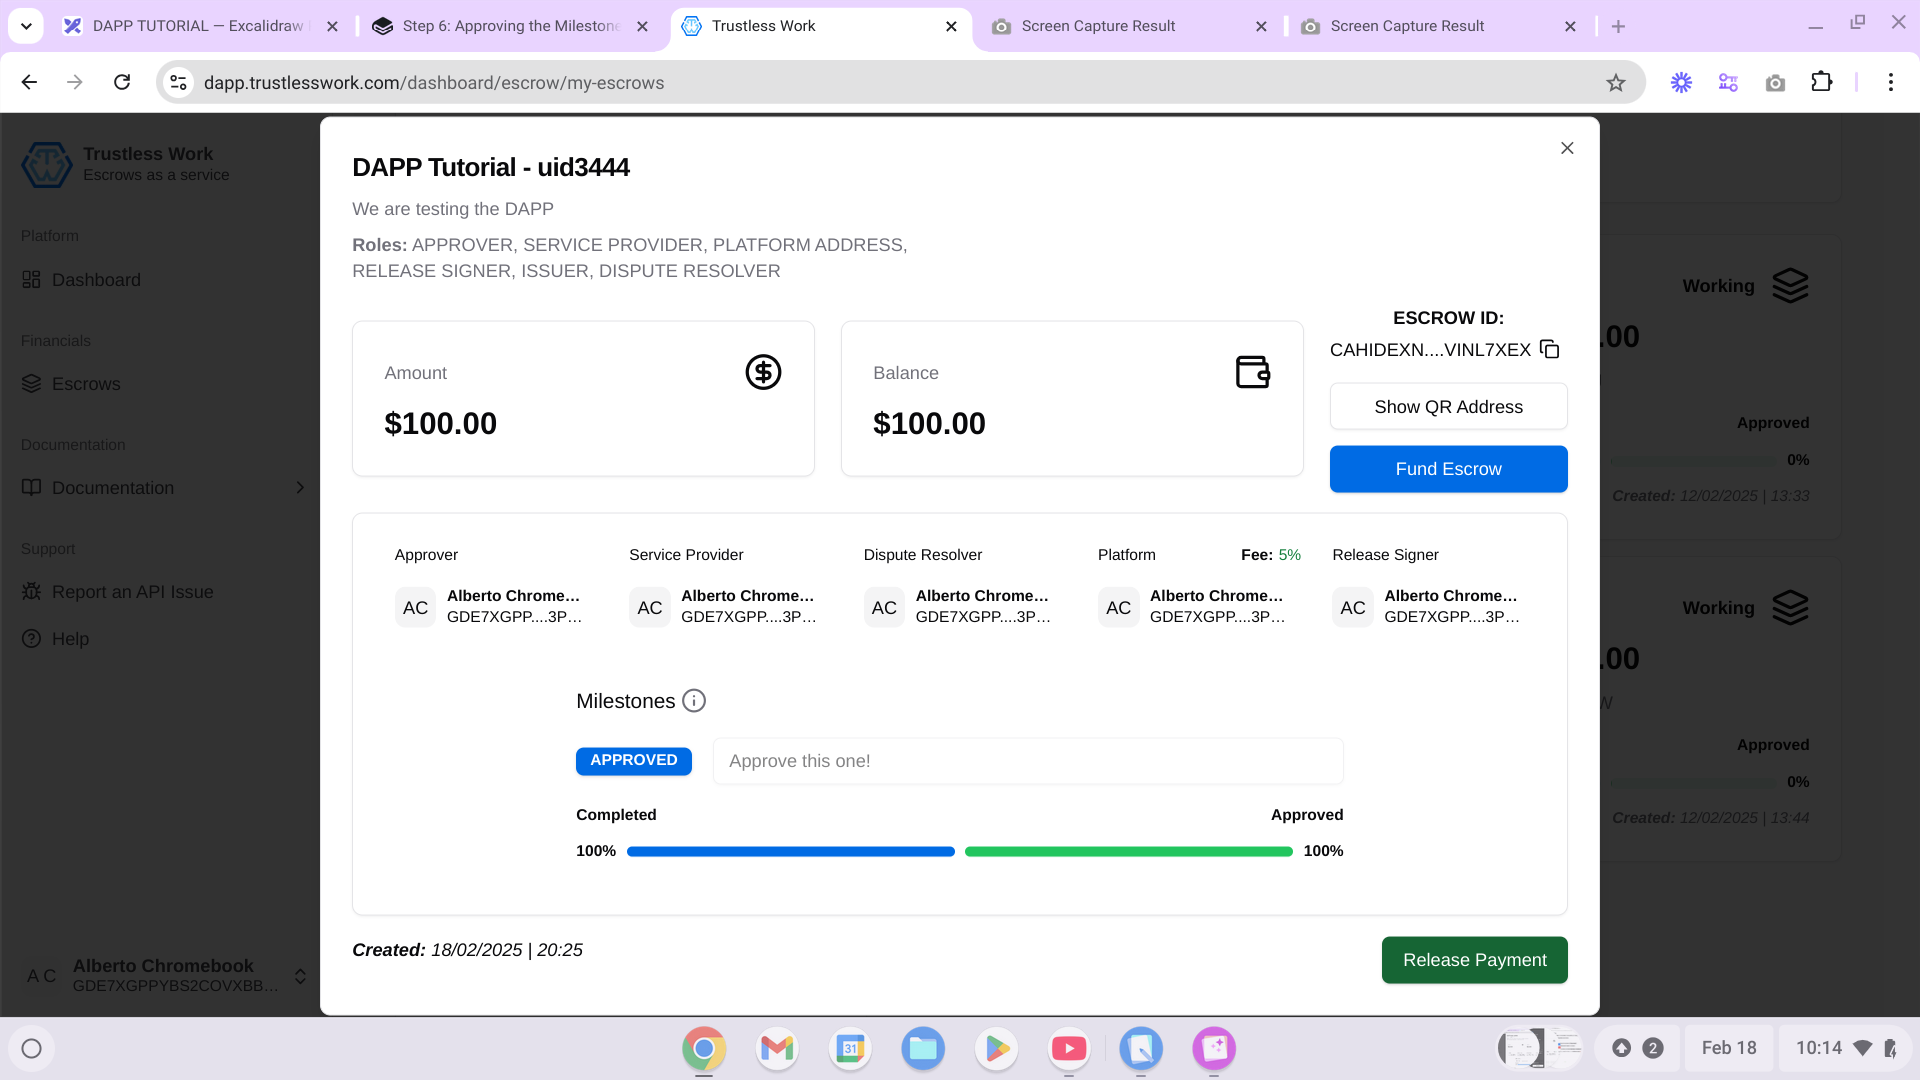 DAPP TUTORIAL — Excalidraw
Step 6: Approving the Milestone
Trustless Work
Screen Capture Result
Screen Capture Result
dapp.trustlesswork.com/dashboard/escrow/my-escrows
Trustless Work
Escrows as a service
Platform
Dashboard
Financials
Escrows
Documentation
Documentation
Support
Report an API Issue
Help
A C
Alberto Chromebook
GDE7XGPPYBS2COVXBB...
DAPP Tutorial - uid3444
We are testing the DAPP
Roles: APPROVER, SERVICE PROVIDER, PLATFORM ADDRESS,
RELEASE SIGNER, ISSUER, DISPUTE RESOLVER
Amount
$100.00
Balance
$100.00
ESCROW ID:
CAHIDEXN....VINL7XEX
Show QR Address
Fund Escrow
Approver
AC
Alberto Chrome...
GDE7XGPP....3P...
Service Provider
AC
Alberto Chrome...
GDE7XGPP....3P...
Dispute Resolver
AC
Alberto Chrome...
GDE7XGPP....3P...
Platform
Fee: 5%
AC
Alberto Chrome...
GDE7XGPP....3P...
Release Signer
AC
Alberto Chrome...
GDE7XGPP....3P...
Milestones
APPROVED
Approve this one!
Completed
Approved
100%
100%
Created: 18/02/2025 | 20:25
Release Payment
Working
.00
Approved
0%
Created: 12/02/2025 | 13:33
Working
.00
W
Approved
0%
Created: 12/02/2025 | 13:44
31
2
Feb 18
10:14